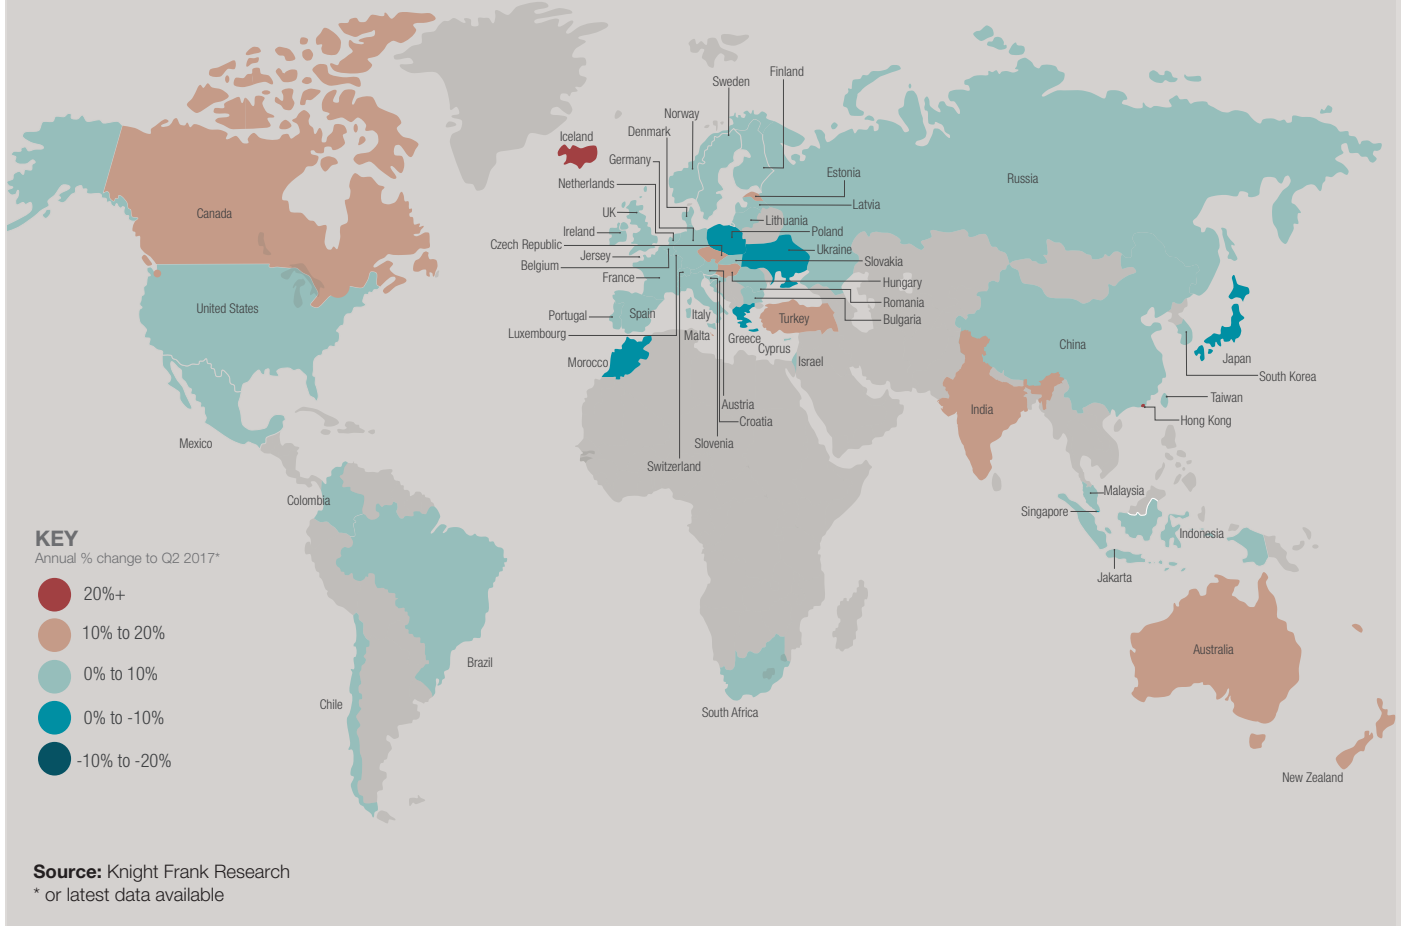 Finland
Sweden
Norway
Denmark
Iceland
Germany
Estonia
Russia
Netherlands
Latvia
UK
Canada
Lithuania
Ireland
Poland
Czech Republic
Ukraine
Jersey
Slovakia
Belgium
France
Hungary
Romania
United States
Portugal
Spain
Italy
Turkey
Bulgaria
Luxembourg
Malta
Greece
China
Cyprus
Japan
Morocco
Israel
South Korea
Taiwan
Austria
India
Hong Kong
Croatia
Mexico
Slovenia
Switzerland
Malaysia
Colombia
Singapore
Indonesia
Jakarta
Australia
Brazil
Chile
South Africa
New Zealand
KEY
Annual % change to Q2 2017*
20%+
10% to 20%
0% to 10%
0% to -10%
-10% to -20%
Source: Knight Frank Research
* or latest data available